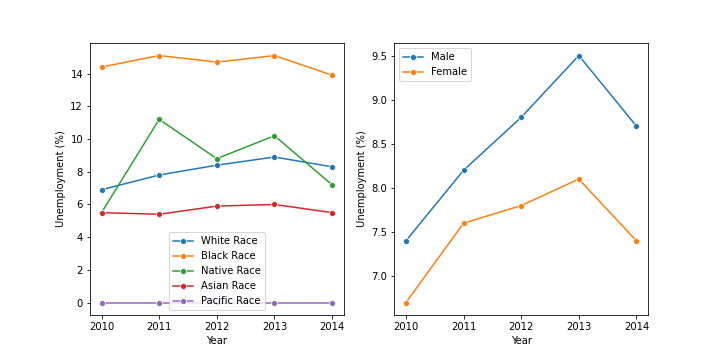 Unemployment (%)
14
12
10
8
6
4
2
0
2010 2011 2012 2013 2014
Year
White Race
Black Race
Native Race
Asian Race
Pacific Race
Unemployment (%)
9.5
9.0
8.5
8.0
7.5
7.0
2010 2011 2012 2013 2014
Year
Male
Female